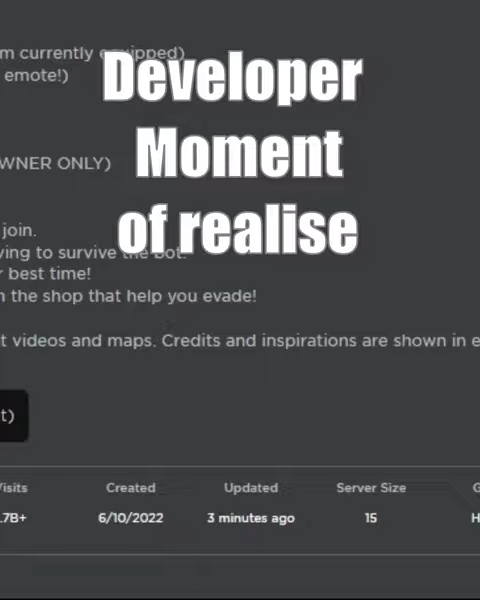 m currently equipped)
emote!)
Developer
Moment
of realise
WNER ONLY)
join.
ving to survive the bot.
r best time!
n the shop that help you evade!
t videos and maps. Credits and inspirations are shown in e
t)
Visits Created Updated Server Size G
.7B+ 6/10/2022 3 minutes ago 15 H